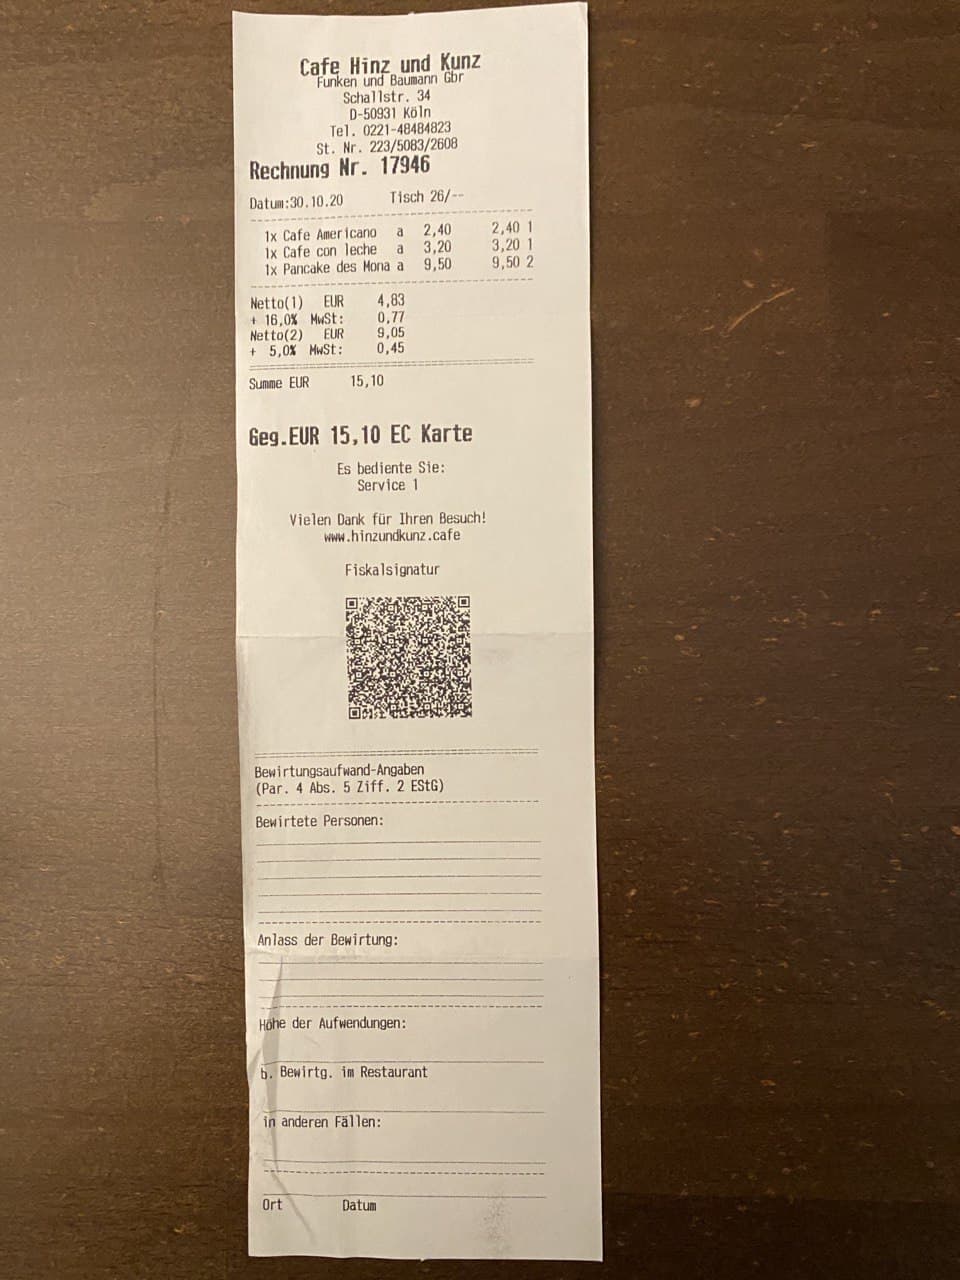 Cafe Hinz und Kunz
Funken und Baumann Gbr
Schallstr. 34
D-50931 Köln
Tel. 0221-48484823
St. Nr. 223/5083/2608
Rechnung Nr. 17946
Datum:30.10.20 Tisch 26/--
1x Cafe Americano a 2,40 2,40 1
1x Cafe con leche a 3,20 3,20 1
1x Pancake des Mona a 9,50 9,50 2
Netto(1) EUR 4,83
+ 16,0% MwSt: 0,77
Netto(2) EUR 9,05
+ 5,0% MwSt: 0,45
Summe EUR 15,10
Geg.EUR 15,10 EC Karte
Es bediente Sie:
Service 1
Vielen Dank für Ihren Besuch!
www.hinzundkunz.cafe
Fiskalsignatur
Bewirtungsaufwand-Angaben
(Par. 4 Abs. 5 Ziff. 2 EStG)
Bewirtete Personen:
Anlass der Bewirtung:
Höhe der Aufwendungen:
b. Bewirtg. im Restaurant
in anderen Fällen:
Ort Datum